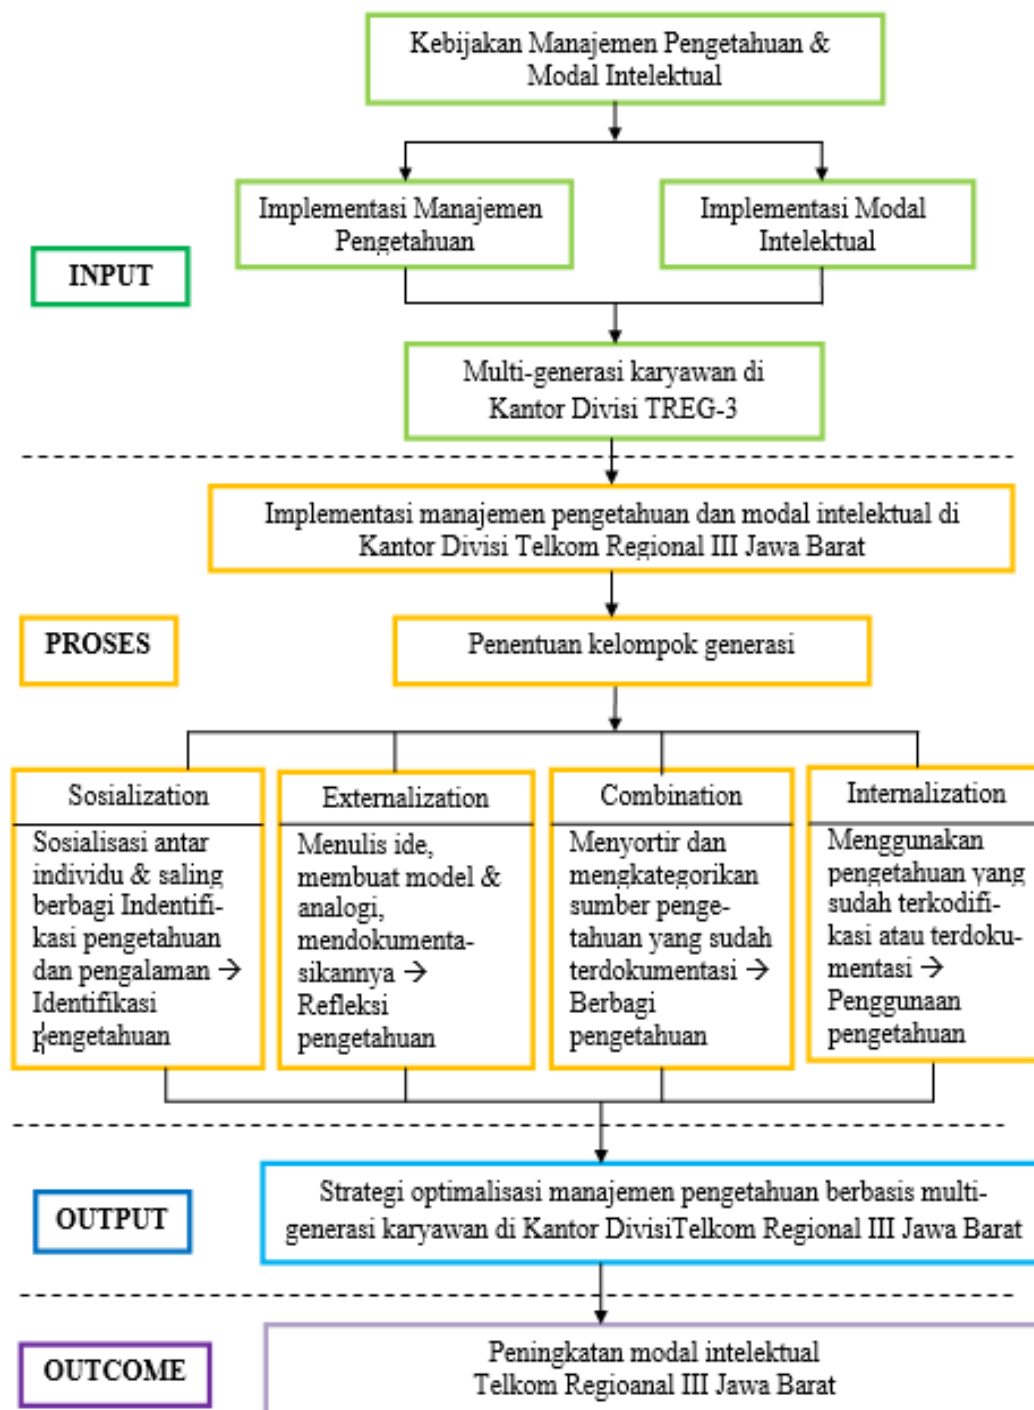 Kebijakan Manajemen Pengetahuan &
Modal Intelektual
Implementasi Manajemen
Pengetahuan
Implementasi Modal
Intelektual
INPUT
Multi-generasi karyawan di
Kantor Divisi TREG-3
Implementasi manajemen pengetahuan dan modal intelektual di
Kantor Divisi Telkom Regional III Jawa Barat
PROSES
Penentuan kelompok generasi
Sosialization
Sosialisasi antar
individu & saling
berbagi Indentifi-
kasi pengetahuan
dan pengalaman →
Identifikasi
pengetahuan
Externalization
Menulis ide,
membuat model &
analogi,
mendokumenta-
sikannya →
Refleksi
pengetahuan
Combination
Menyortir dan
mengkategorikan
sumber penge-
tahuan yang sudah
terdokumentasi →
Berbagi
pengetahuan
Internalization
Menggunakan
pengetahuan yang
sudah terkodifi-
kasi atau terdoku-
mentasi →
Penggunaan
pengetahuan
OUTPUT
Strategi optimalisasi manajemen pengetahuan berbasis multi-
generasi karyawan di Kantor DivisiTelkom Regional III Jawa Barat
OUTCOME
Peningkatan modal intelektual
Telkom Regioanal III Jawa Barat